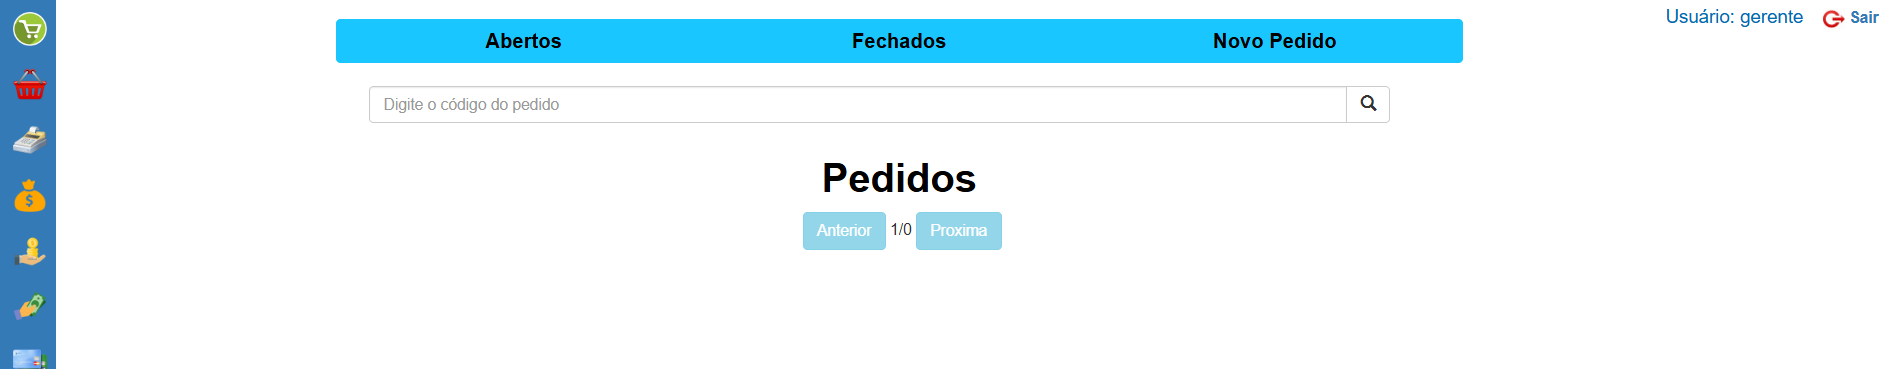 Usuário: gerente Sair
Abertos Fechados Novo Pedido
Digite o código do pedido
Pedidos
Anterior 1/0 Proxima